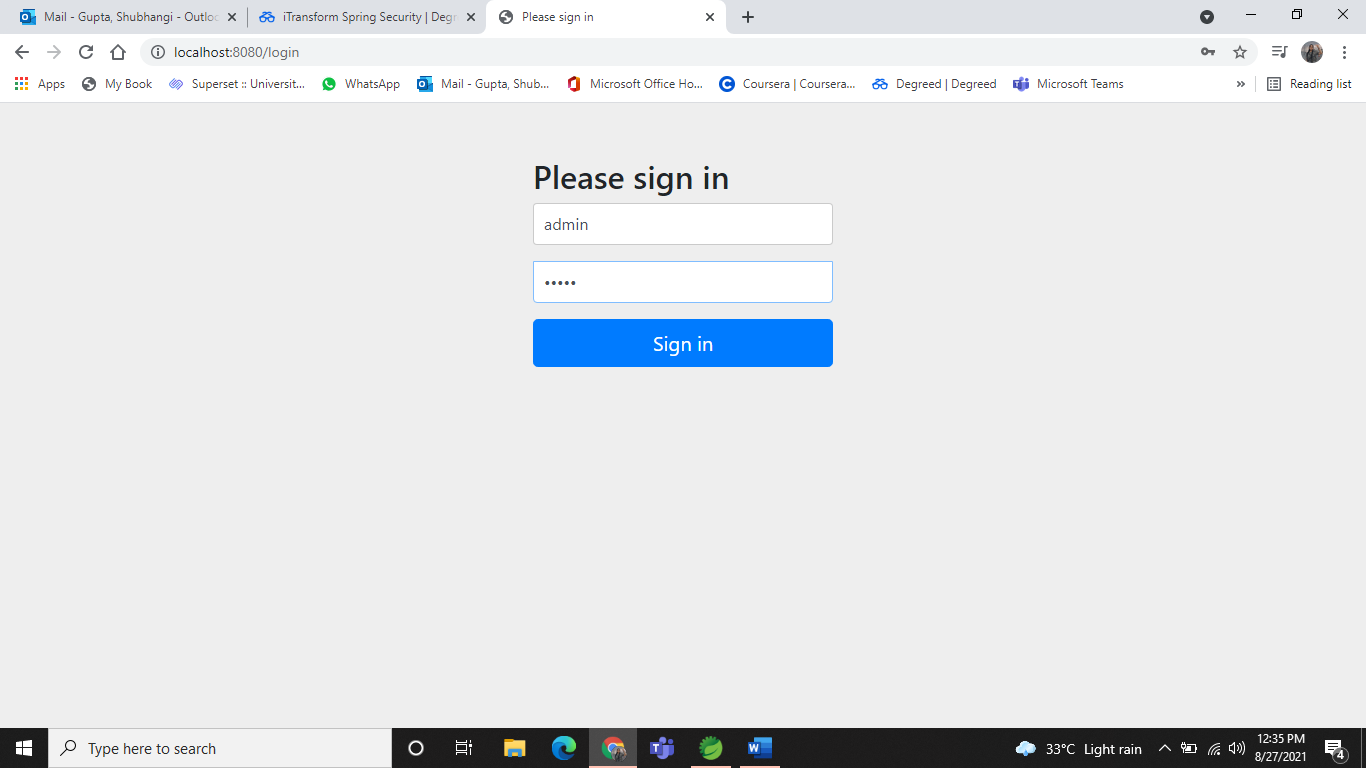 Mail - Gupta, Shubhangi - Outloo
iTransform Spring Security | Degr
Please sign in
localhost:8080/login
Apps
My Book
Superset :: Universit...
WhatsApp
Mail - Gupta, Shub...
Microsoft Office Ho...
Coursera | Coursera...
Degreed | Degreed
Microsoft Teams
»
Reading list
Please sign in
admin
•••••
Sign in
Type here to search
33°C Light rain
12:35 PM
8/27/2021
4